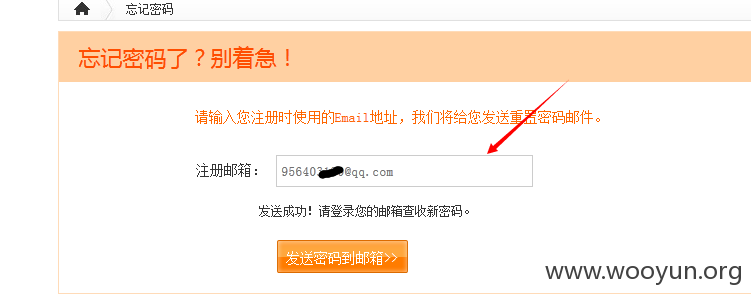 忘记密码
忘记密码了？别着急！
请输入您注册时使用的Email地址，我们将给您发送重置密码邮件。
注册邮箱：
@qq.com
发送成功！请登录您的邮箱查收新密码。
发送密码到邮箱>>
www.wooyun.org